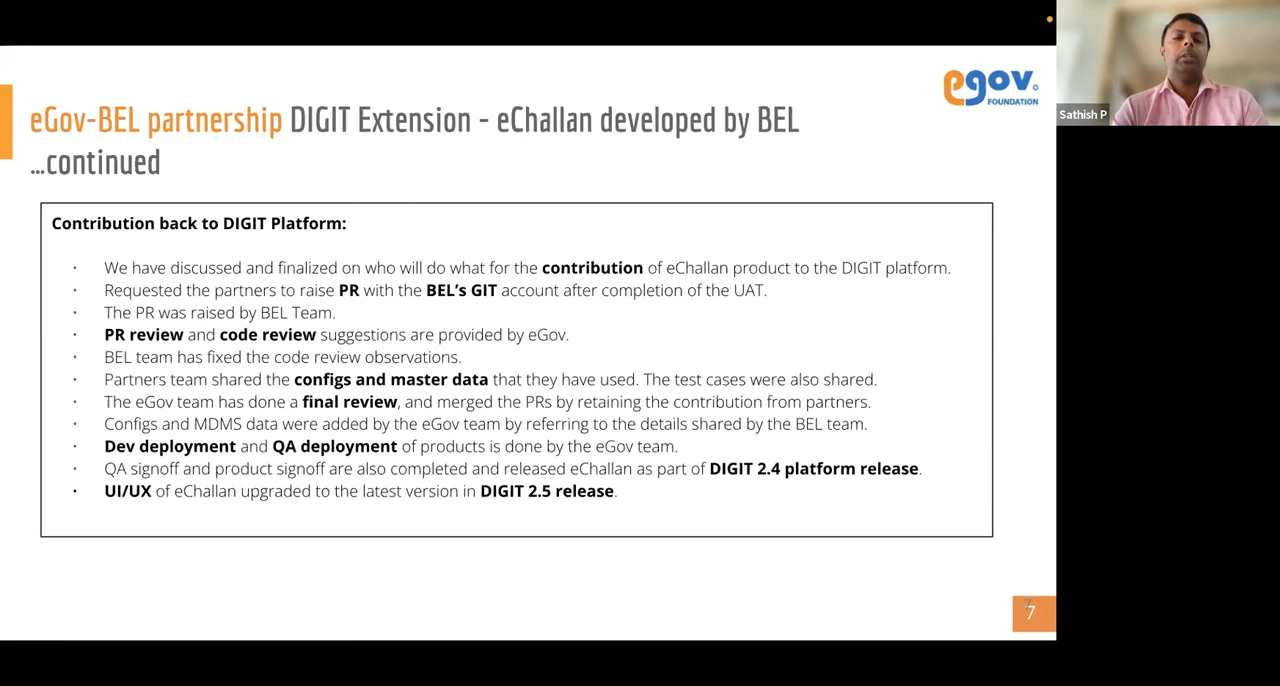 egov.
FOUNDATION
Sathish P
eGov-BEL partnership DIGIT Extension - eChallan developed by BEL
...continued
Contribution back to DIGIT Platform:
· We have discussed and finalized on who will do what for the contribution of eChallan product to the DIGIT platform.
· Requested the partners to raise PR with the BEL's GIT account after completion of the UAT.
· The PR was raised by BEL Team.
· PR review and code review suggestions are provided by eGov.
· BEL team has fixed the code review observations.
· Partners team shared the configs and master data that they have used. The test cases were also shared.
· The eGov team has done a final review, and merged the PRs by retaining the contribution from partners.
· Configs and MDMS data were added by the eGov team by referring to the details shared by the BEL team.
· Dev deployment and QA deployment of products is done by the eGov team.
· QA signoff and product signoff are also completed and released eChallan as part of DIGIT 2.4 platform release.
· UI/UX of eChallan upgraded to the latest version in DIGIT 2.5 release.
7